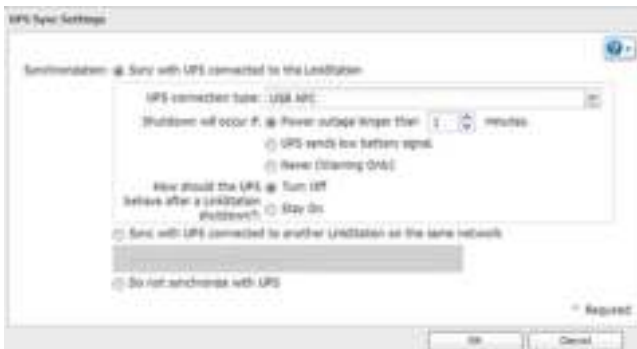 UPS Sync Settings
Synchronization: Sync with UPS connected to the LinkStation
UPS connection type: USB APC
Shutdown will occur if: Power outage longer than 1 minutes
UPS sends low battery signal
Never (Warning Only)
How should the UPS behave after a LinkStation shutdown?: Turn Off
Stay On
Sync with UPS connected to another LinkStation on the same network
Do not synchronize with UPS
* Required
OK Cancel